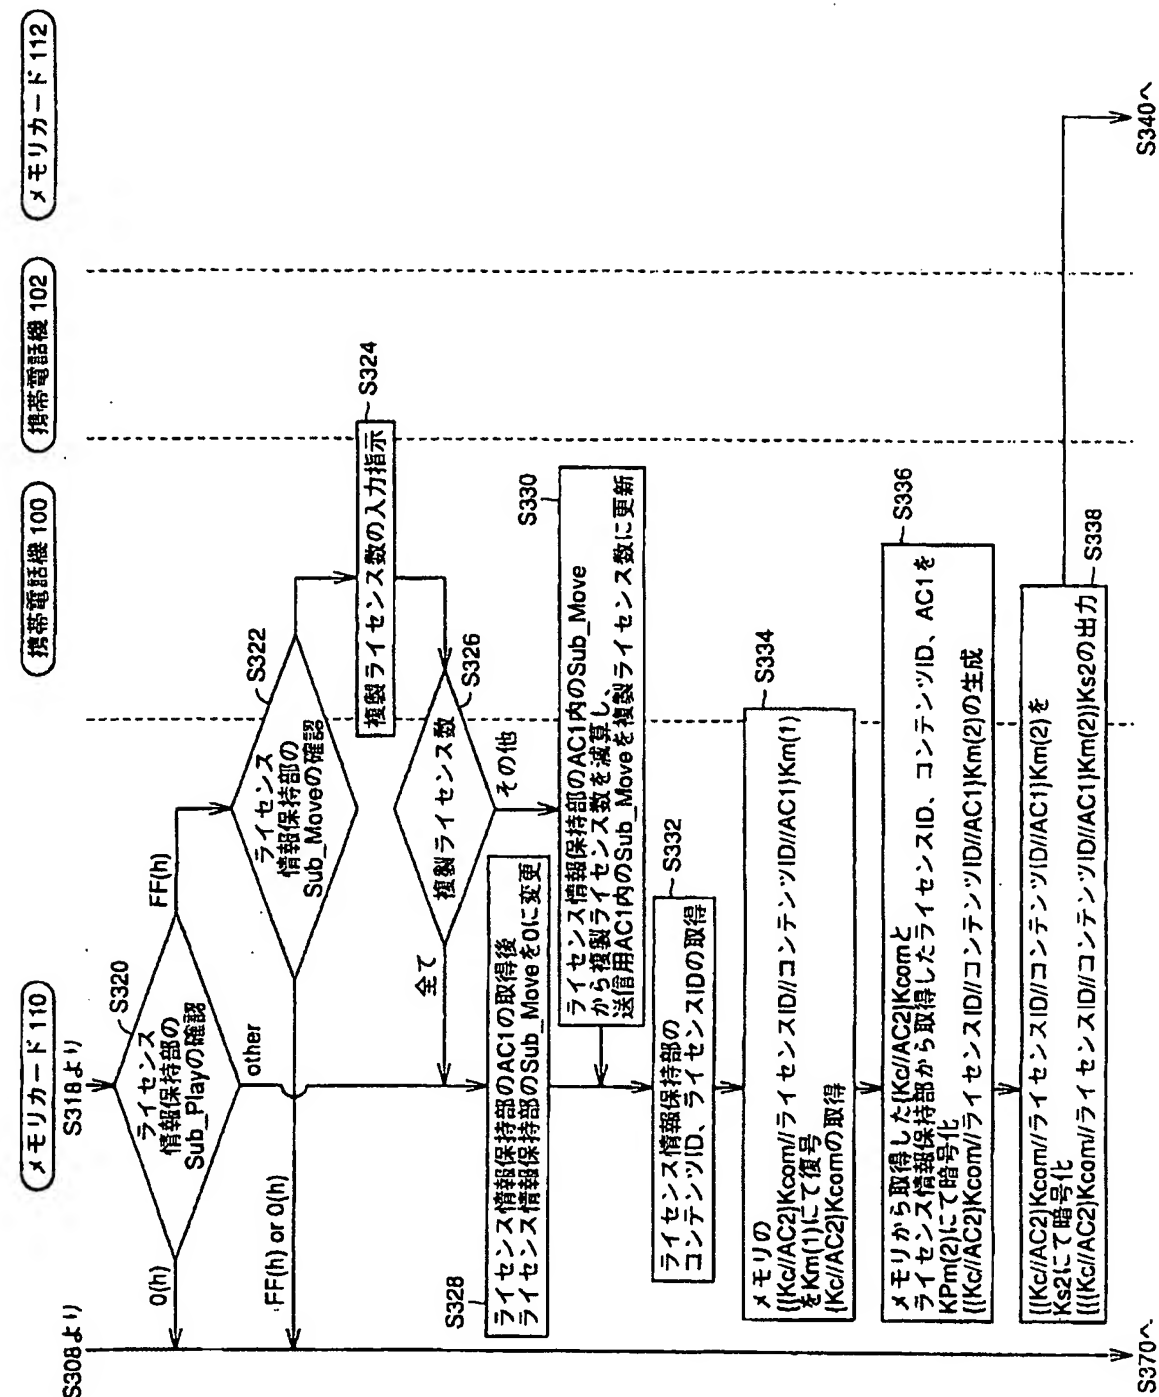 メモリカード 110
携帯電話機 100
携帯電話機 102
メモリカード 112
S308より
S318より
S320
ライセンス
情報保持部の
Sub_Playの確認
0(h)
FF(h)
other
S322
ライセンス
情報保持部の
Sub_Moveの確認
FF(h) or 0(h)
S324
複製ライセンス数の入力指示
S326
複製ライセンス数
全て
その他
S328
ライセンス情報保持部のAC1の取得後
ライセンス情報保持部のSub_Moveを0に変更
S330
ライセンス情報保持部のAC1内のSub_Move
から複製ライセンス数を減算し、
送信用AC1内のSub_Moveを複製ライセンス数に更新
S332
ライセンス情報保持部の
コンテンツID、ライセンスIDの取得
S334
メモリの
{{Kc//AC2}Kcom//ライセンスID//コンテンツID//AC1}Km(1)
をKm(1)にて復号
{Kc//AC2}Kcomの取得
S336
メモリから取得した{Kc//AC2}Kcomと
ライセンス情報保持部から取得したライセンスID、コンテンツID、AC1を
KPm(2)にて暗号化
{{Kc//AC2}Kcom//ライセンスID//コンテンツID//AC1}Km(2)の生成
S338
{{Kc//AC2}Kcom//ライセンスID//コンテンツID//AC1}Km(2)を
Ks2にて暗号化
{{{Kc//AC2}Kcom//ライセンスID//コンテンツID//AC1}Km(2)}Ks2の出力
S340へ
S370へ